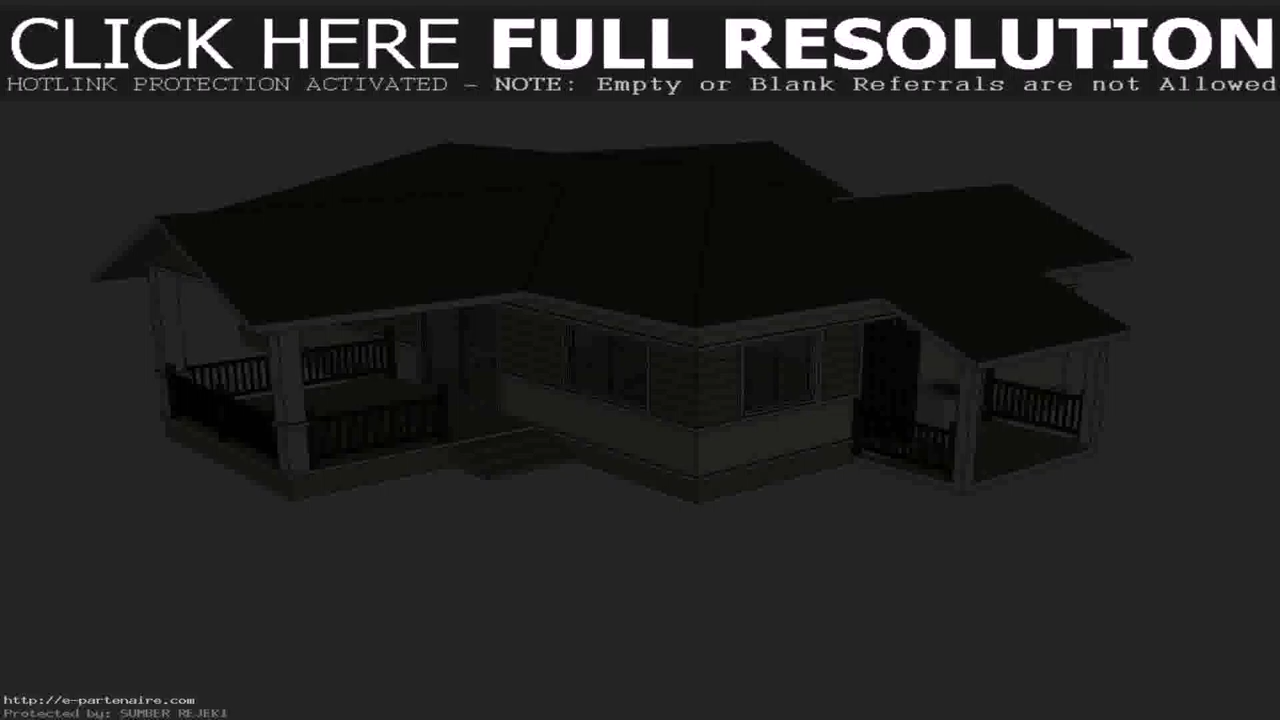 CLICK HERE FULL RESOLUTION
HOTLINK PROTECTION ACTIVATED - NOTE: Empty or Blank Referrals are not Allowed
http://e-partenaire.com
Protected by: SUMBER REJEKI